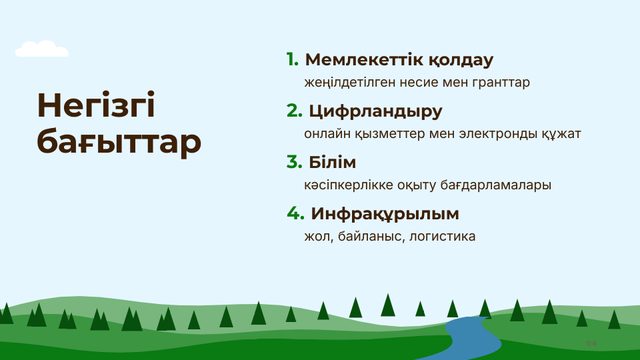 Негізгі
бағыттар
1. Мемлекеттік қолдау
жеңілдетілген несие мен гранттар
2. Цифрландыру
онлайн қызметтер мен электронды құжат
3. Білім
кәсіпкерлікке оқыту бағдарламалары
4. Инфрақұрылым
жол, байланыс, логистика